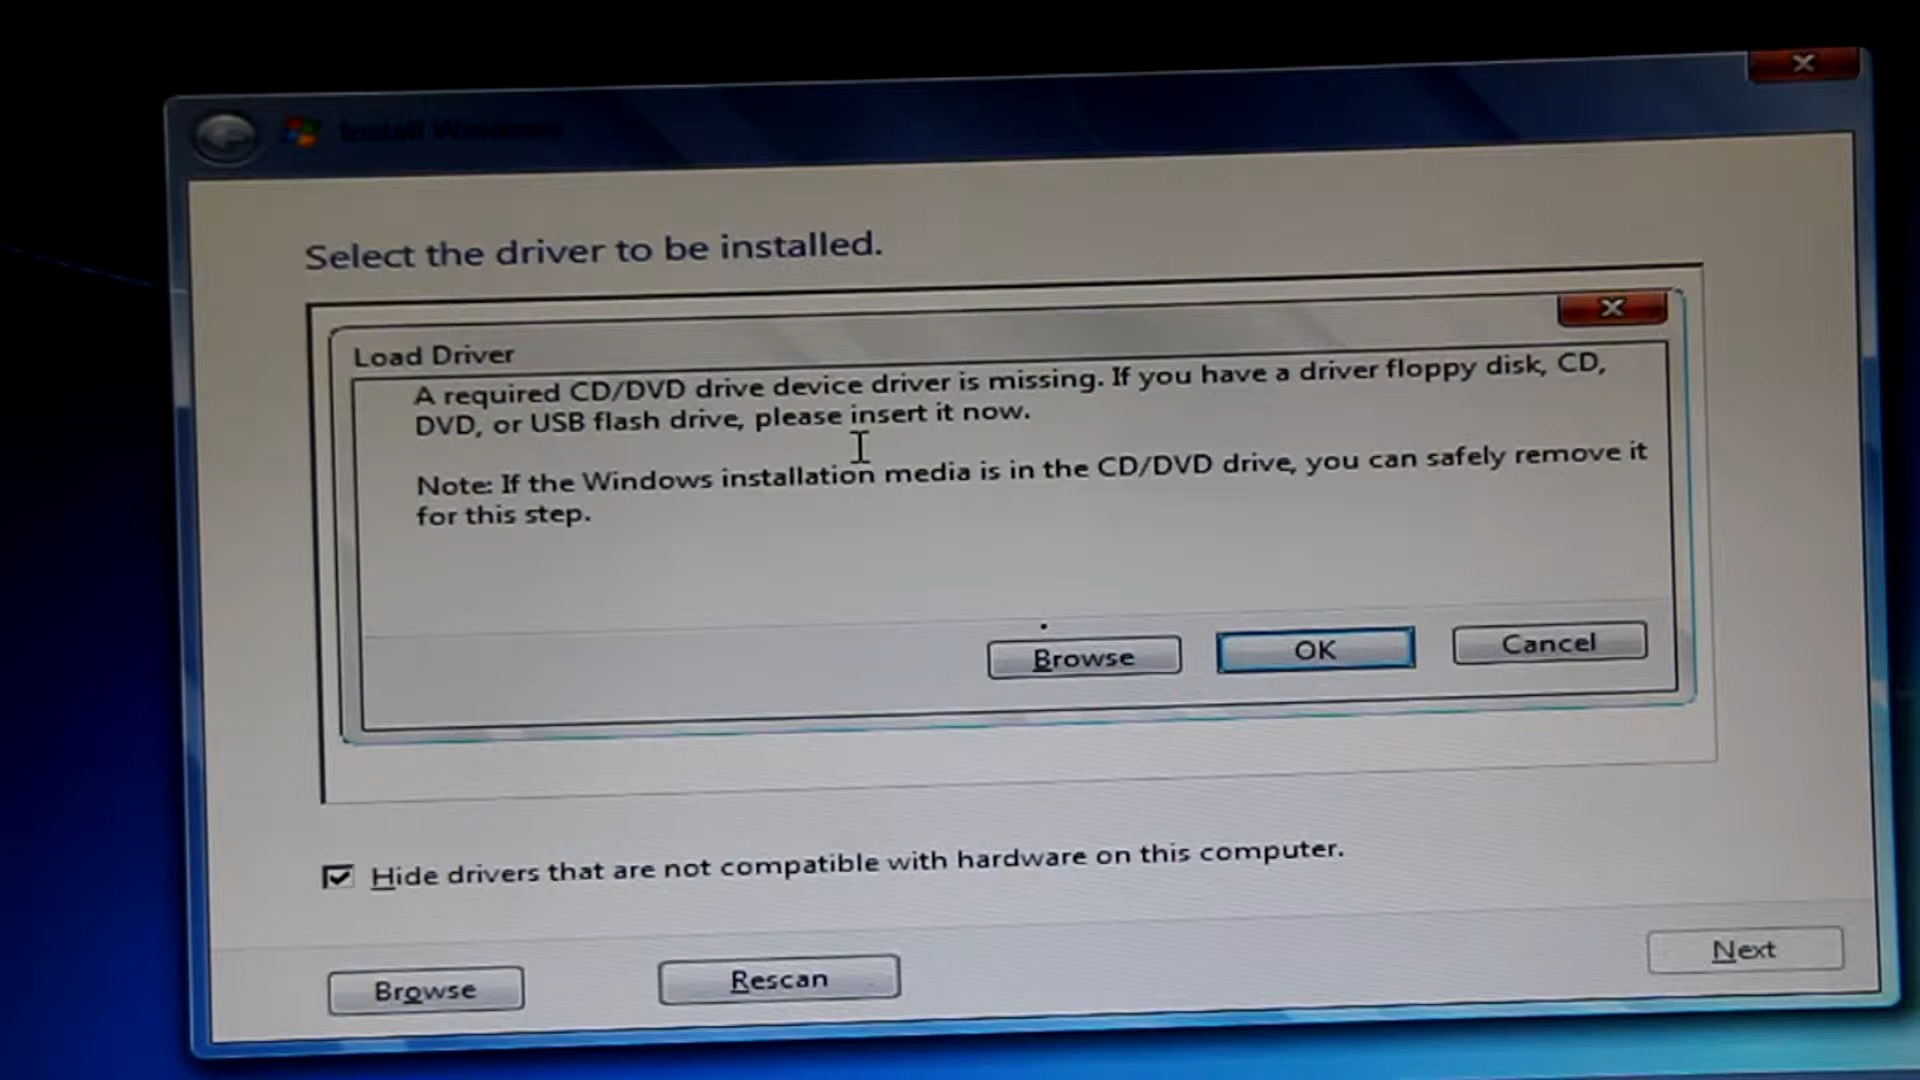 Install Windows
Select the driver to be installed.
Load Driver
A required CD/DVD drive device driver is missing. If you have a driver floppy disk, CD,
DVD, or USB flash drive, please insert it now.
Note: If the Windows installation media is in the CD/DVD drive, you can safely remove it
for this step.
Browse OK Cancel
Hide drivers that are not compatible with hardware on this computer.
Browse Rescan Next